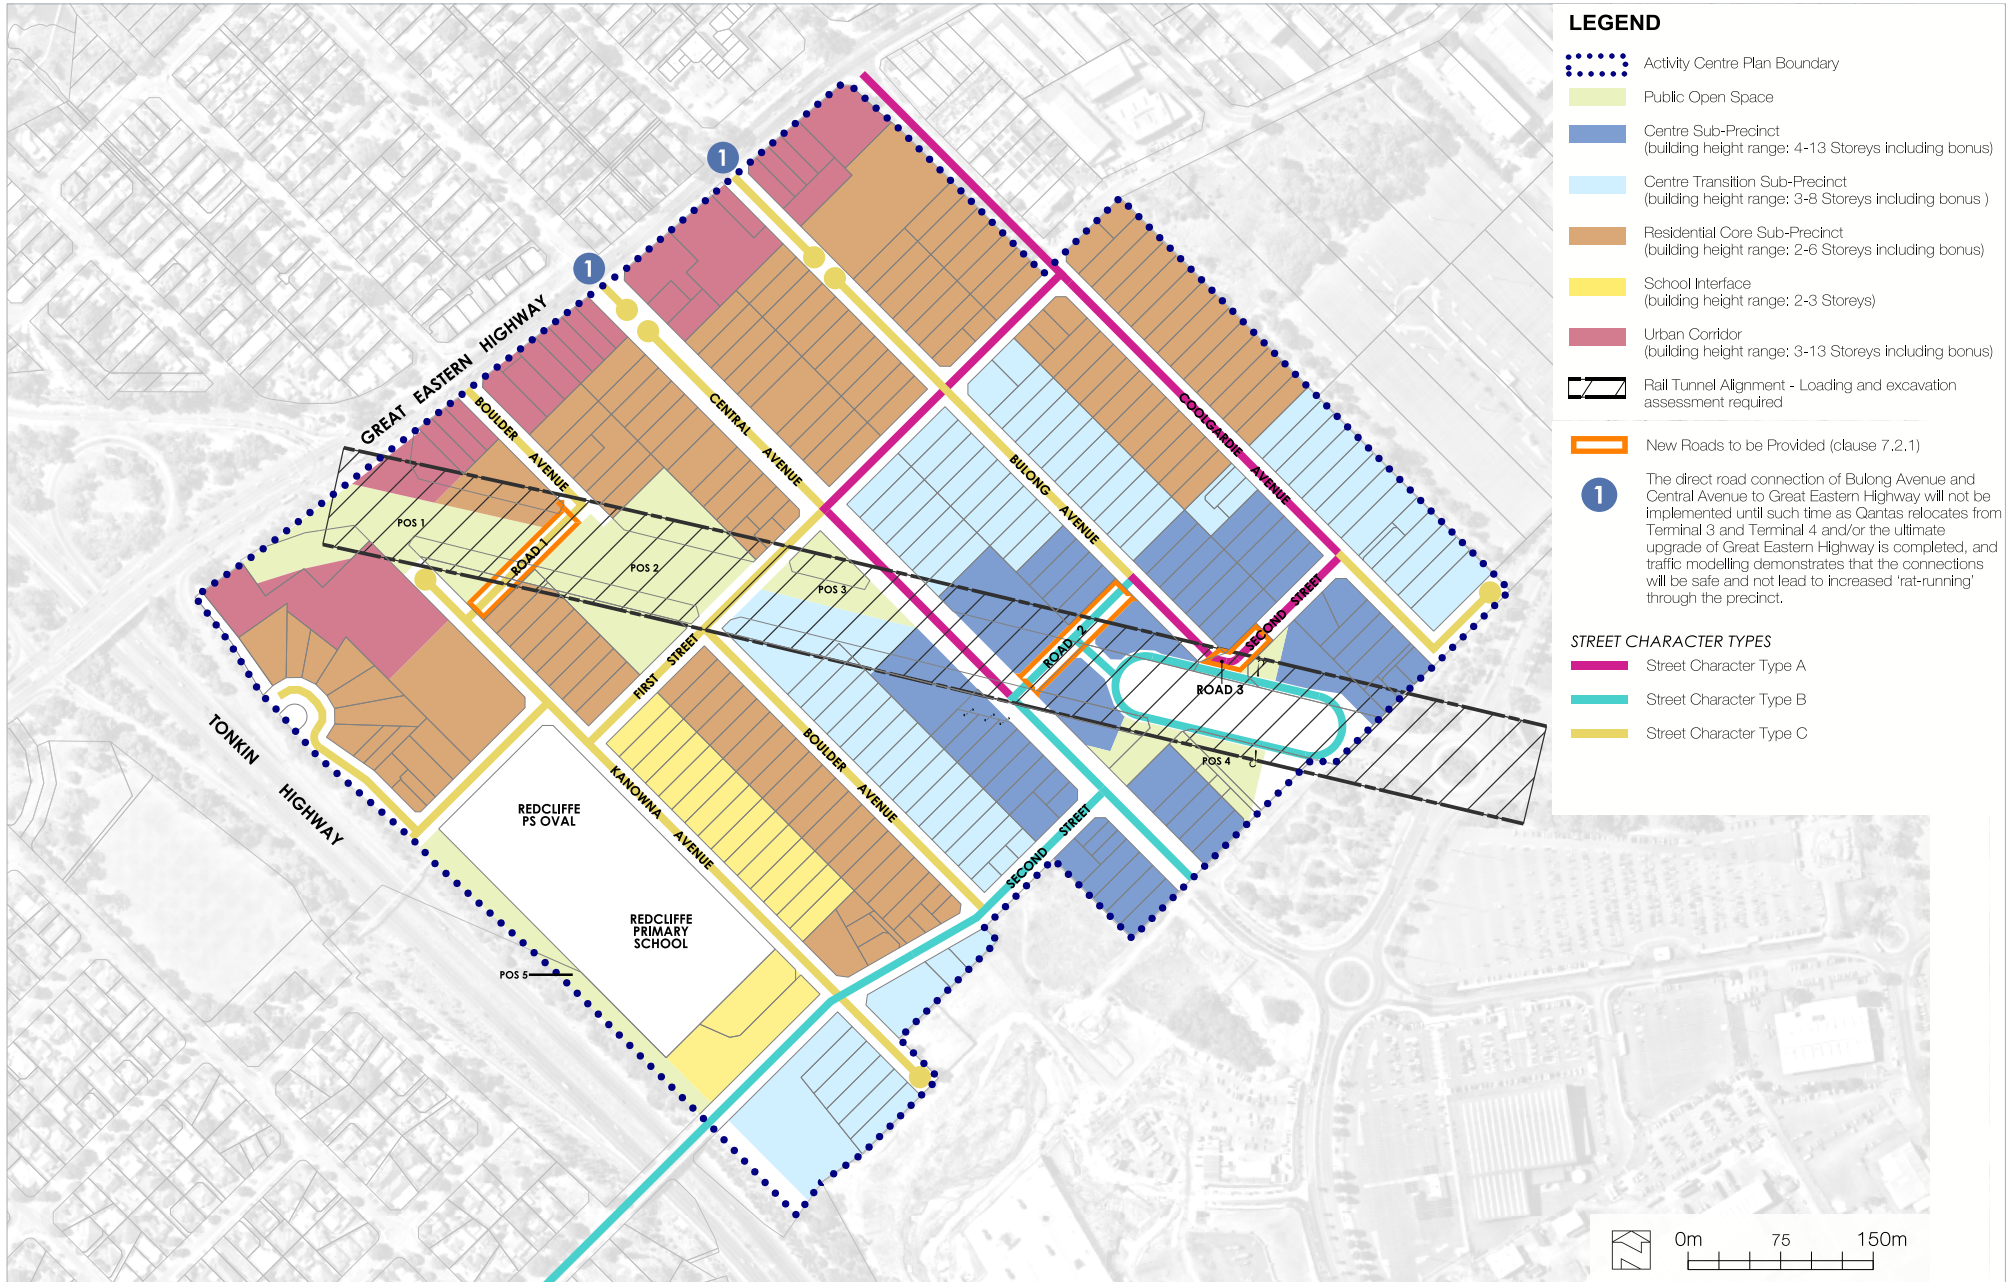 LEGEND
Activity Centre Plan Boundary
Public Open Space
Centre Sub-Precinct
(building height range: 4-13 Storeys including bonus)
Centre Transition Sub-Precinct
(building height range: 3-8 Storeys including bonus )
Residential Core Sub-Precinct
(building height range: 2-6 Storeys including bonus)
School Interface
(building height range: 2-3 Storeys)
Urban Corridor
(building height range: 3-13 Storeys including bonus)
Rail Tunnel Alignment - Loading and excavation
assessment required
New Roads to be Provided (clause 7.2.1)
1
The direct road connection of Bulong Avenue and
Central Avenue to Great Eastern Highway will not be
implemented until such time as Qantas relocates from
Terminal 3 and Terminal 4 and/or the ultimate
upgrade of Great Eastern Highway is completed, and
traffic modelling demonstrates that the connections
will be safe and not lead to increased 'rat-running'
through the precinct.
STREET CHARACTER TYPES
Street Character Type A
Street Character Type B
Street Character Type C
1
1
GREAT EASTERN HIGHWAY
BOULDER AVENUE
CENTRAL AVENUE
BULONG AVENUE
COOLGARDIE AVENUE
POS 1
ROAD 1
POS 2
POS 3
FIRST STREET
ROAD 2
SECOND STREET
ROAD 3
POS 4
TONKIN HIGHWAY
KANOWNA AVENUE
BOULDER AVENUE
SECOND STREET
REDCLIFFE
PS OVAL
REDCLIFFE
PRIMARY
SCHOOL
POS 5
0m 75 150m